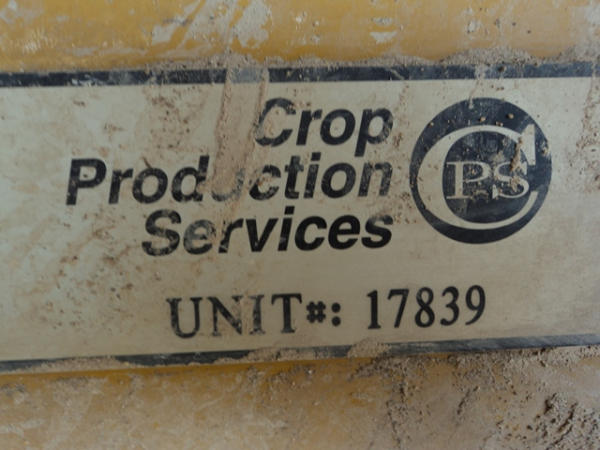 Crop
Production
Services
CPS
UNIT#: 17839